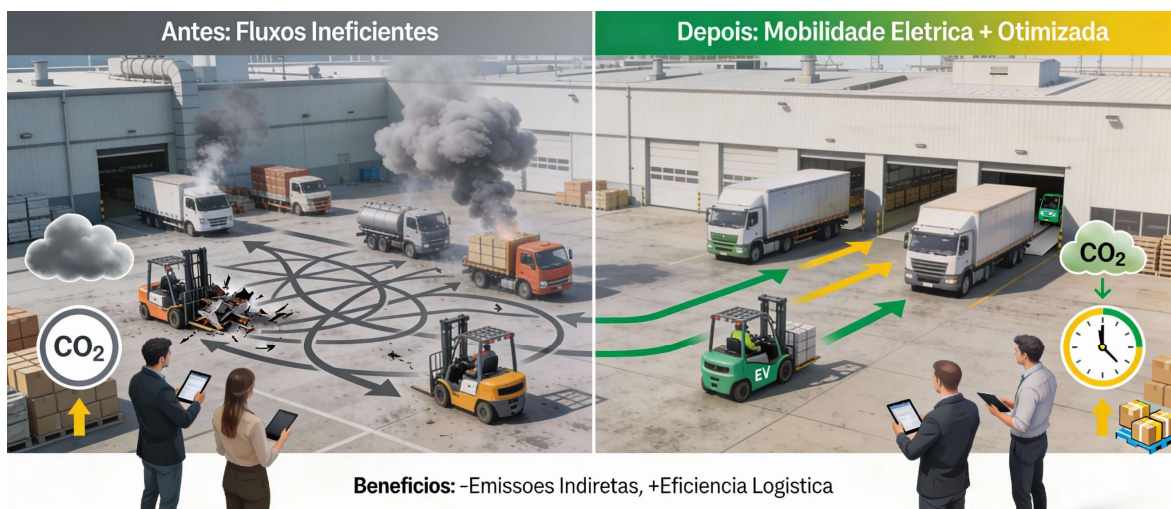 Antes: Fluxos Ineficientes
Depois: Mobilidade Eletrica + Otimizada
CO₂
CO₂
EV
Beneficios: -Emissoes Indiretas, +Eficiencia Logistica